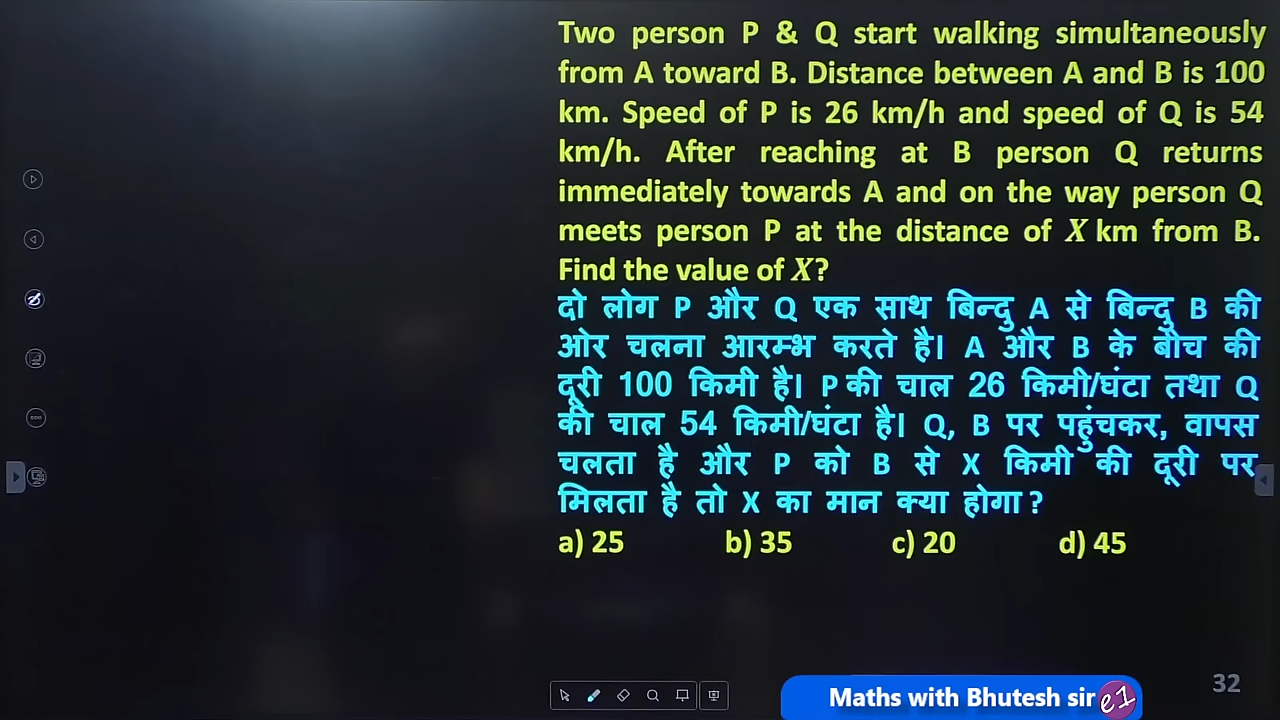 Two person P & Q start walking simultaneously
from A toward B. Distance between A and B is 100
km. Speed of P is 26 km/h and speed of Q is 54
km/h. After reaching at B person Q returns
immediately towards A and on the way person Q
meets person P at the distance of X km from B.
Find the value of X?
दो लोग P और Q एक साथ बिन्दु A से बिन्दु B की
ओर चलना आरम्भ करते है। A और B के बीच की
दूरी 100 किमी है। P की चाल 26 किमी/घंटा तथा Q
की चाल 54 किमी/घंटा है। Q, B पर पहुंचकर, वापस
चलता है और P को B से X किमी की दूरी पर
मिलता है तो X का मान क्या होगा ?
a) 25 b) 35 c) 20 d) 45
32
Maths with Bhutesh sir e1